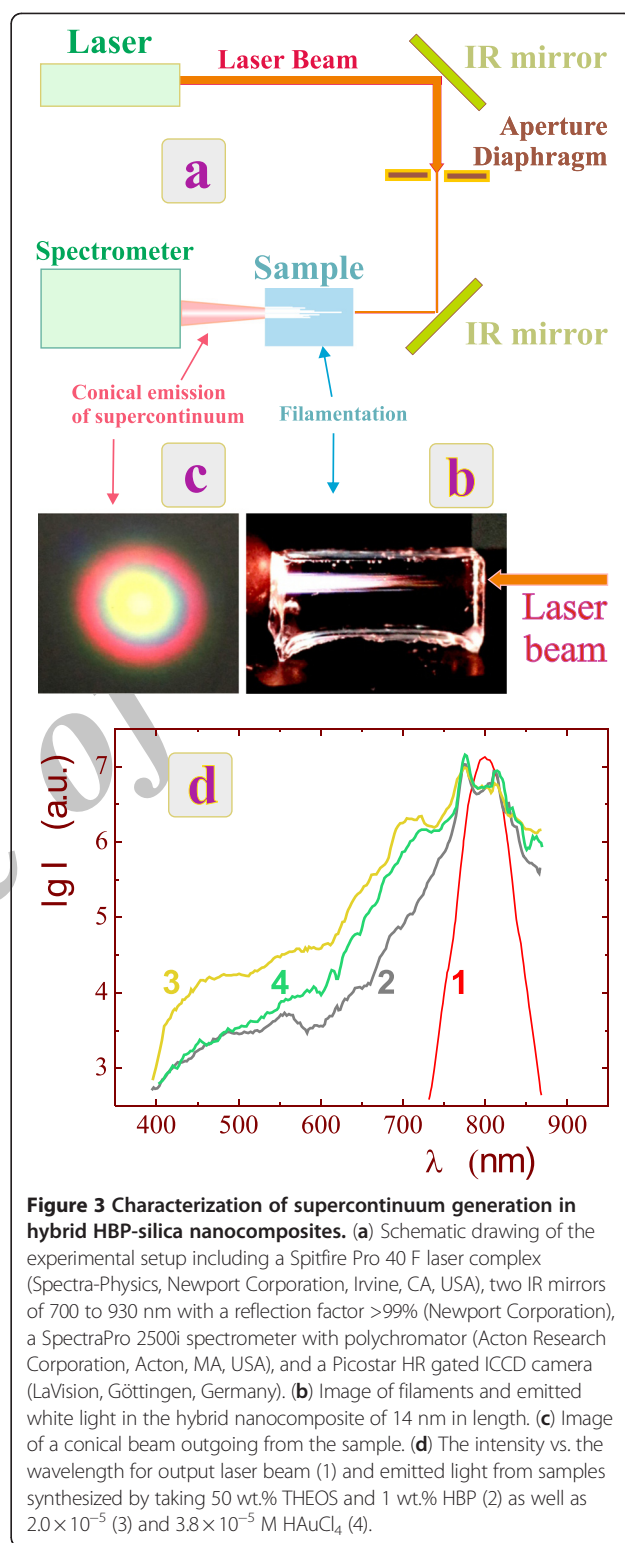 Laser
Laser Beam
IR mirror
Aperture
Diaphragm
a
Spectrometer
Sample
IR mirror
Conical emission
of supercontinuum
Filamentation
c
b
Laser
beam
d
lg I (a.u.)
7
6
5
4
3
3
4
2
1
400 500 600 700 800 900
λ (nm)
Figure 3 Characterization of supercontinuum generation in
hybrid HBP-silica nanocomposites. (a) Schematic drawing of the
experimental setup including a Spitfire Pro 40 F laser complex
(Spectra-Physics, Newport Corporation, Irvine, CA, USA), two IR mirrors
of 700 to 930 nm with a reflection factor >99% (Newport Corporation),
a SpectraPro 2500i spectrometer with polychromator (Acton Research
Corporation, Acton, MA, USA), and a Picostar HR gated ICCD camera
(LaVision, Göttingen, Germany). (b) Image of filaments and emitted
white light in the hybrid nanocomposite of 14 nm in length. (c) Image
of a conical beam outgoing from the sample. (d) The intensity vs. the
wavelength for output laser beam (1) and emitted light from samples
synthesized by taking 50 wt.% THEOS and 1 wt.% HBP (2) as well as
2.0 × 10⁻⁵ (3) and 3.8 × 10⁻⁵ M HAuCl₄ (4).